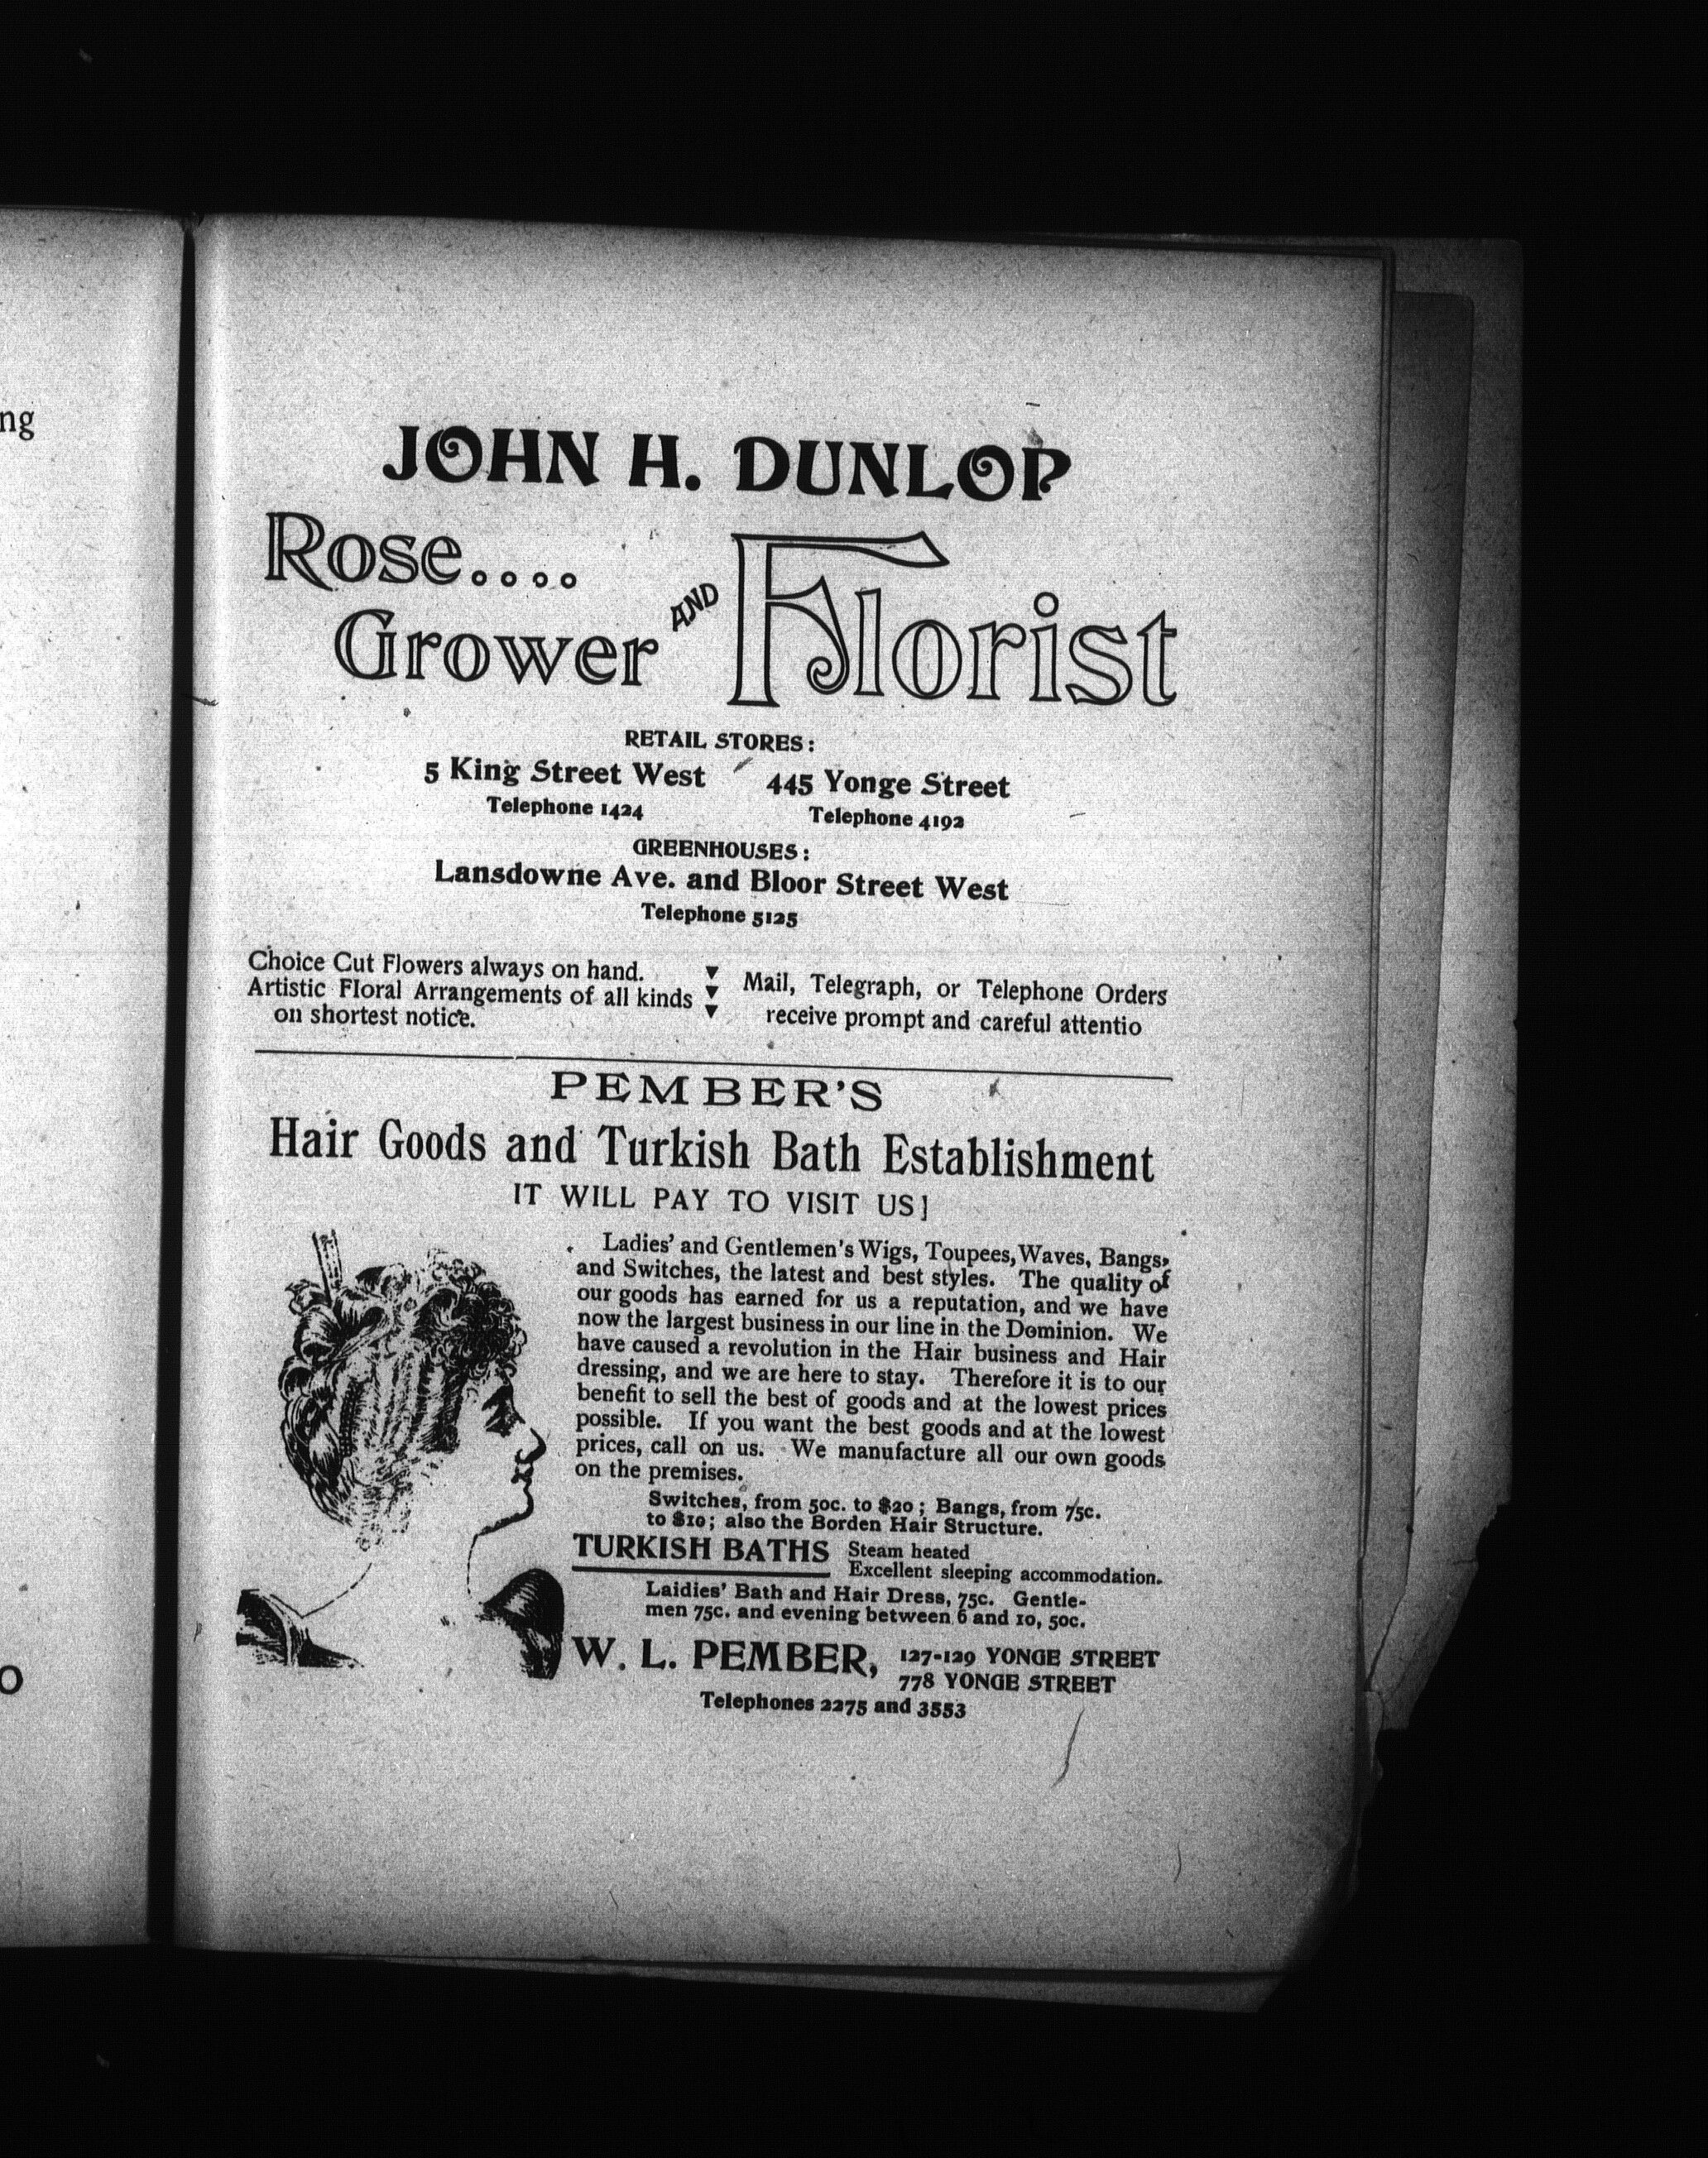 ng
o
JOHN H. DUNLOP
Rose....
Grower AND Florist
RETAIL STORES:
5 King Street West 445 Yonge Street
Telephone 1424 Telephone 4192
GREENHOUSES:
Lansdowne Ave. and Bloor Street West
Telephone 5125
Choice Cut Flowers always on hand.
Artistic Floral Arrangements of all kinds
on shortest notice.
Mail, Telegraph, or Telephone Orders
receive prompt and careful attentio
PEMBER'S
Hair Goods and Turkish Bath Establishment
IT WILL PAY TO VISIT US]
Ladies' and Gentlemen's Wigs, Toupees, Waves, Bangs,
and Switches, the latest and best styles. The quality of
our goods has earned for us a reputation, and we have
now the largest business in our line in the Dominion. We
have caused a revolution in the Hair business and Hair
dressing, and we are here to stay. Therefore it is to our
benefit to sell the best of goods and at the lowest prices
possible. If you want the best goods and at the lowest
prices, call on us. We manufacture all our own goods
on the premises.
Switches, from 50c. to $20; Bangs, from 75c.
to $10; also the Borden Hair Structure.
TURKISH BATHS Steam heated
Excellent sleeping accommodation.
Laidies' Bath and Hair Dress, 75c. Gentle-
men 75c. and evening between 6 and 10, 50c.
W. L. PEMBER, 127-129 YONGE STREET
778 YONGE STREET
Telephones 2275 and 3553